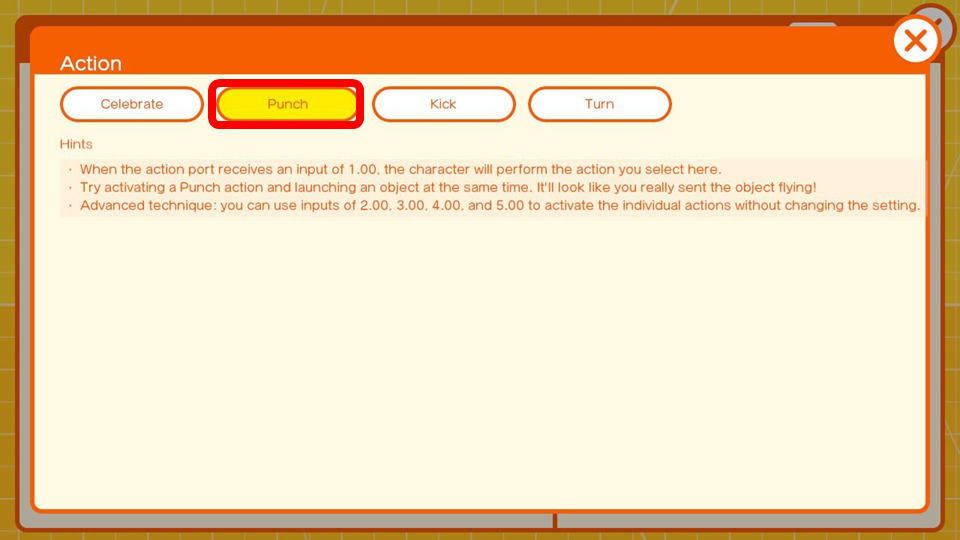 Action
Celebrate
Punch
Kick
Turn
Hints
· When the action port receives an input of 1.00, the character will perform the action you select here.
· Try activating a Punch action and launching an object at the same time. It'll look like you really sent the object flying!
· Advanced technique: you can use inputs of 2.00, 3.00, 4.00, and 5.00 to activate the individual actions without changing the setting.